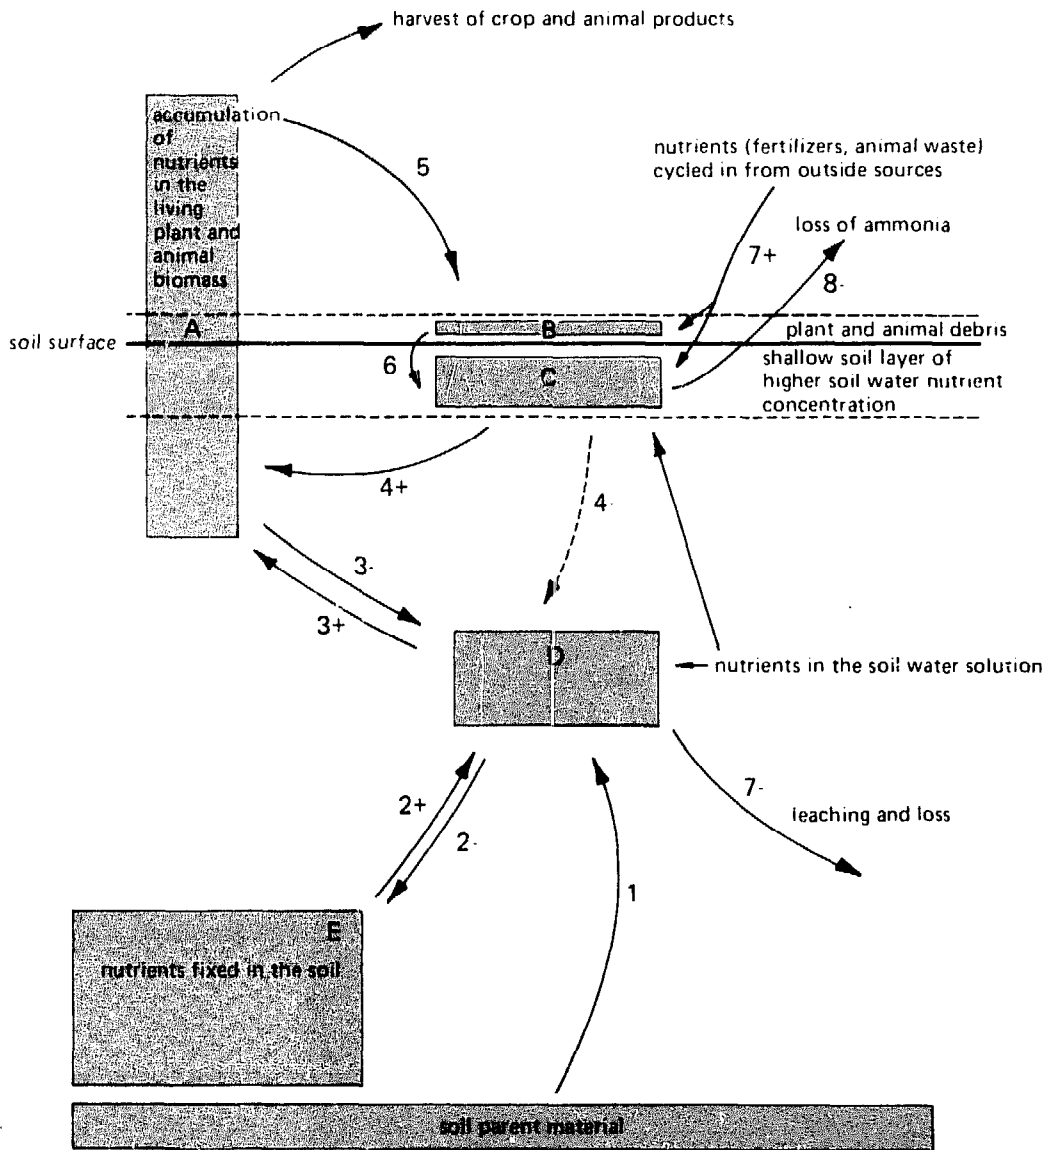 harvest of crop and animal products
accumulation
of
nutrients
in the
living
plant and
animal
biomass
5
nutrients (fertilizers, animal waste)
cycled in from outside sources
loss of ammonia
7+
8-
A
B
plant and animal debris
soil surface
6
C
shallow soil layer of
higher soil water nutrient
concentration
4+
4-
3-
3+
D
nutrients in the soil water solution
2+
2-
7-
leaching and loss
1
E
nutrients fixed in the soil
soil parent material